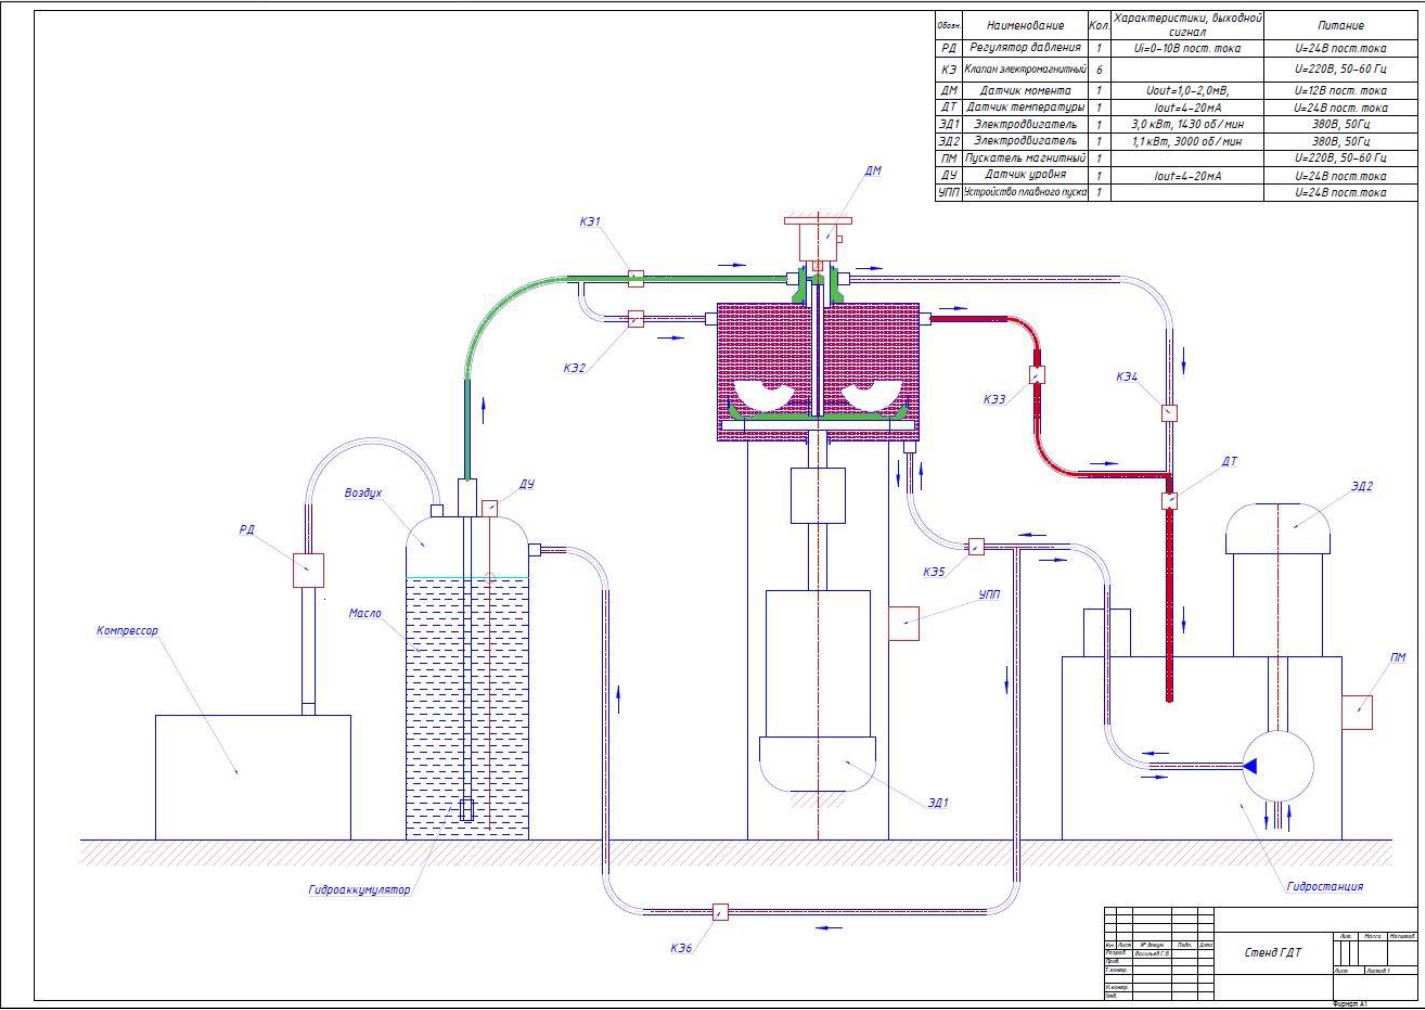 Обозн. Наименование Кол. Характеристики, выходной сигнал Питание
РД Регулятор давления 1 Ui=0-10В пост. тока U=24В пост.тока
КЭ Клапан электромагнитный 6 U=220В, 50-60 Гц
ДМ Датчик момента 1 Uout=1,0-2,0мВ, U=12В пост. тока
ДТ Датчик температуры 1 Iout=4-20мА U=24В пост. тока
ЭД1 Электродвигатель 1 3,0 кВт, 1430 об/мин 380В, 50Гц
ЭД2 Электродвигатель 1 1,1 кВт, 3000 об/мин 380В, 50Гц
ПМ Пускатель магнитный 1 U=220В, 50-60 Гц
ДУ Датчик уровня 1 Iout=4-20мА U=24В пост.тока
УПП Устройство плавного пуска 1 U=24В пост.тока
ДМ
КЭ1
КЭ2
КЭ3
КЭ4
ДТ
ДУ
ЭД2
Воздух
РД
КЭ5
УПП
Масло
Компрессор
ПМ
ЭД1
Гидроаккумулятор
Гидростанция
КЭ6
Лит. Масса Масштаб
Изм. Лист № докум. Подп. Дата
Разраб.
Пров.
Т.контр.
Н.контр.
Утв.
Стенд ГДТ
Лист Листов 1
Формат А1